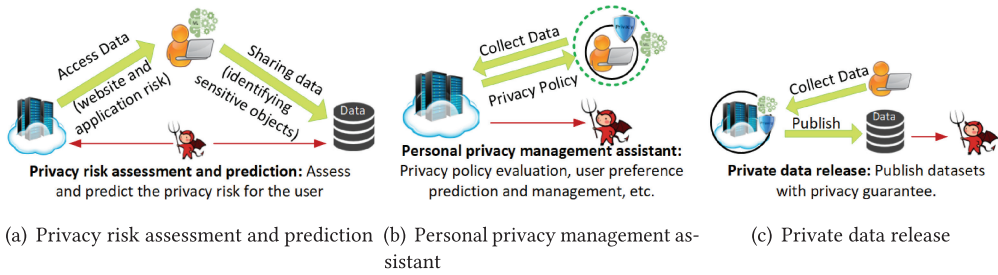 Access Data
(website and
application risk)
Sharing data
(identifying
sensitive objects)
Data
Privacy risk assessment and prediction: Assess
and predict the privacy risk for the user
(a) Privacy risk assessment and prediction
Collect Data
Privacy Policy
Privacy
Personal privacy management assistant:
Privacy policy evaluation, user preference
prediction and management, etc.
(b) Personal privacy management as-
sistant
Collect Data
Publish
Data
Private data release: Publish datasets
with privacy guarantee.
(c) Private data release